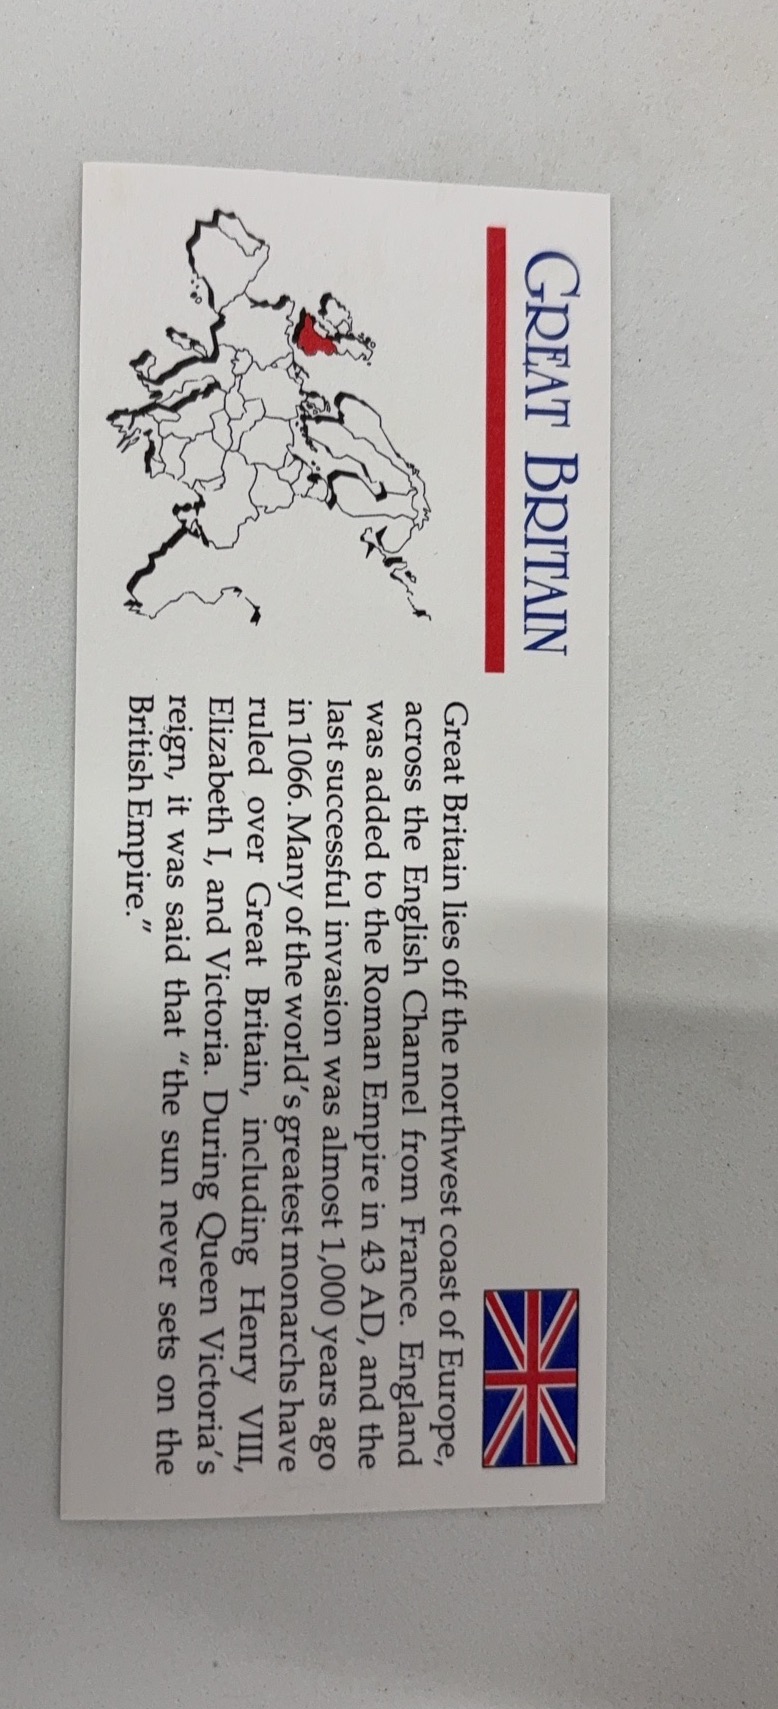 GREAT BRITAIN
Great Britain lies off the northwest coast of Europe,
across the English Channel from France. England
was added to the Roman Empire in 43 AD, and the
last successful invasion was almost 1,000 years ago
in 1066. Many of the world's greatest monarchs have
ruled over Great Britain, including Henry VIII,
Elizabeth I, and Victoria. During Queen Victoria's
reign, it was said that "the sun never sets on the
British Empire."